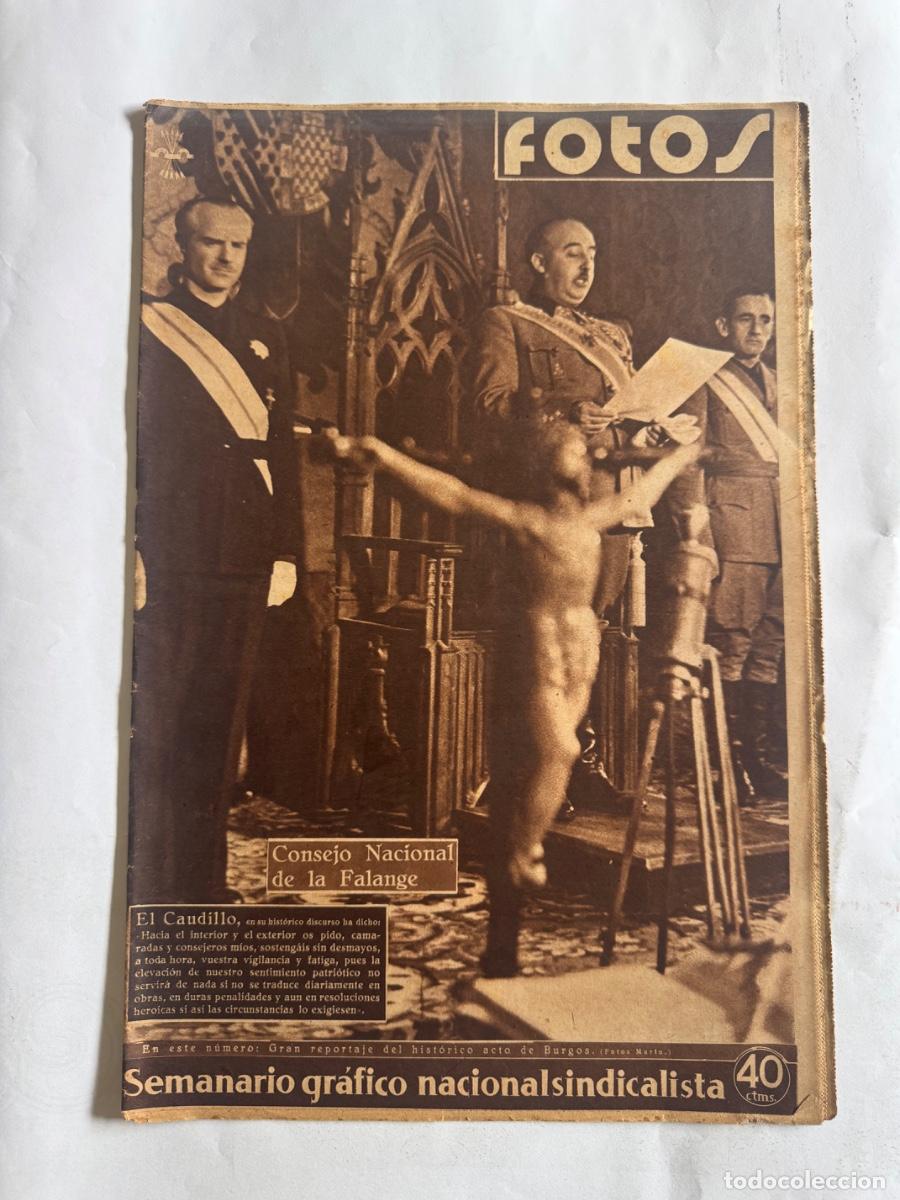 FOTOS
Consejo Nacional
de la Falange
El Caudillo, en su histórico discurso ha dicho:
«Hacia el interior y el exterior os pido, cama-
radas y consejeros míos, sostengáis sin desmayos,
a toda hora, vuestra vigilancia y fatiga, pues la
elevación de nuestro sentimiento patriótico no
servirá de nada si no se traduce diariamente en
obras, en duras penalidades y aun en resoluciones
heroicas si así las circunstancias lo exigiesen».
En este número: Gran reportaje del histórico acto de Burgos. (Fotos Marín.)
Semanario gráfico nacionalsindicalista
40
ctms.
todocoleccion